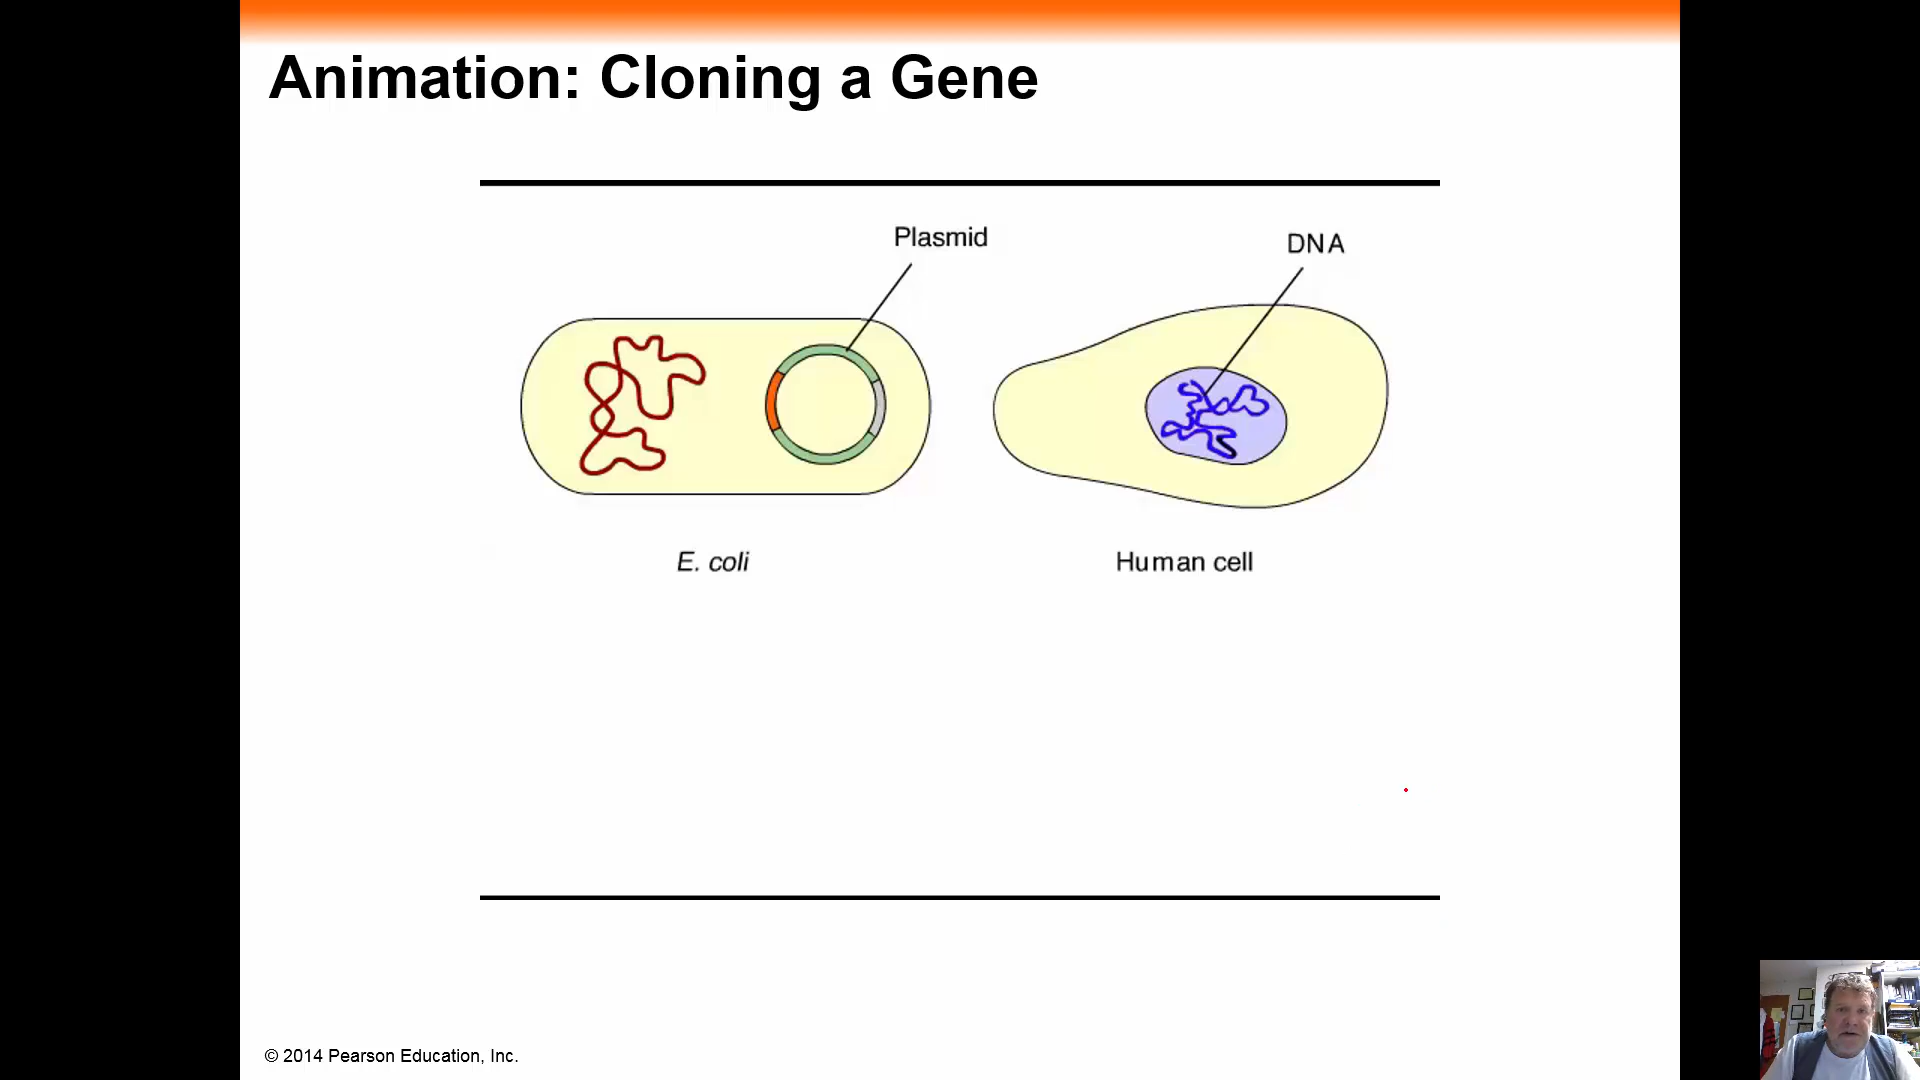 Animation: Cloning a Gene
Plasmid
DNA
E. coli
Human cell
© 2014 Pearson Education, Inc.